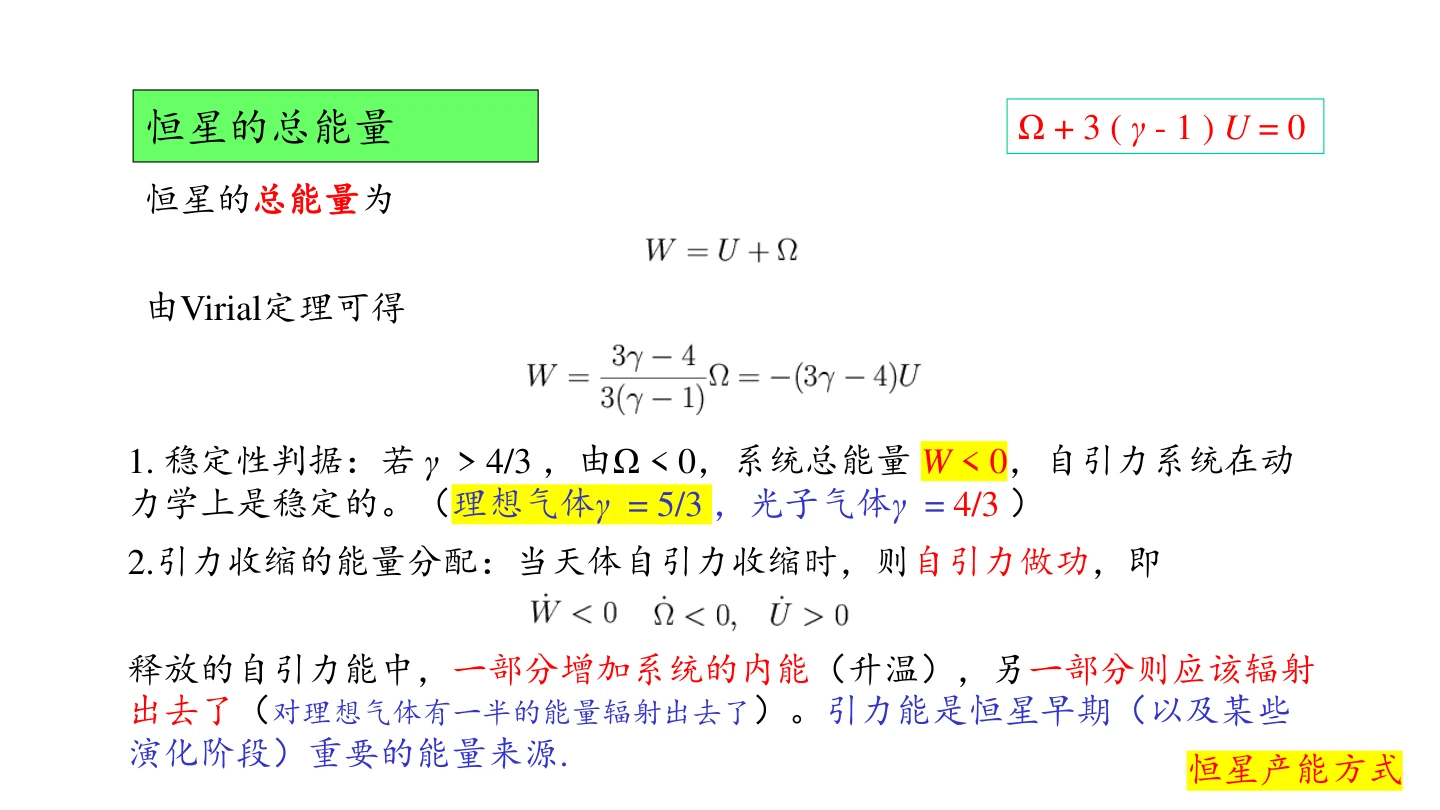 恒星的总能量
Ω + 3 ( γ - 1 ) U = 0
恒星的总能量为
W = U + Ω
由Virial定理可得
W = \frac{3γ − 4}{3(γ − 1)}Ω = −(3γ − 4)U
1. 稳定性判据：若 γ > 4/3 ，由Ω < 0，系统总能量 W < 0，自引力系统在动
力学上是稳定的。（理想气体γ = 5/3 ，光子气体γ = 4/3 ）
2.引力收缩的能量分配：当天体自引力收缩时，则自引力做功，即
Ẇ < 0 Ω̇ < 0, U̇ > 0
释放的自引力能中，一部分增加系统的内能（升温），另一部分则应该辐射
出去了（对理想气体有一半的能量辐射出去了）。引力能是恒星早期（以及某些
演化阶段）重要的能量来源.
恒星产能方式